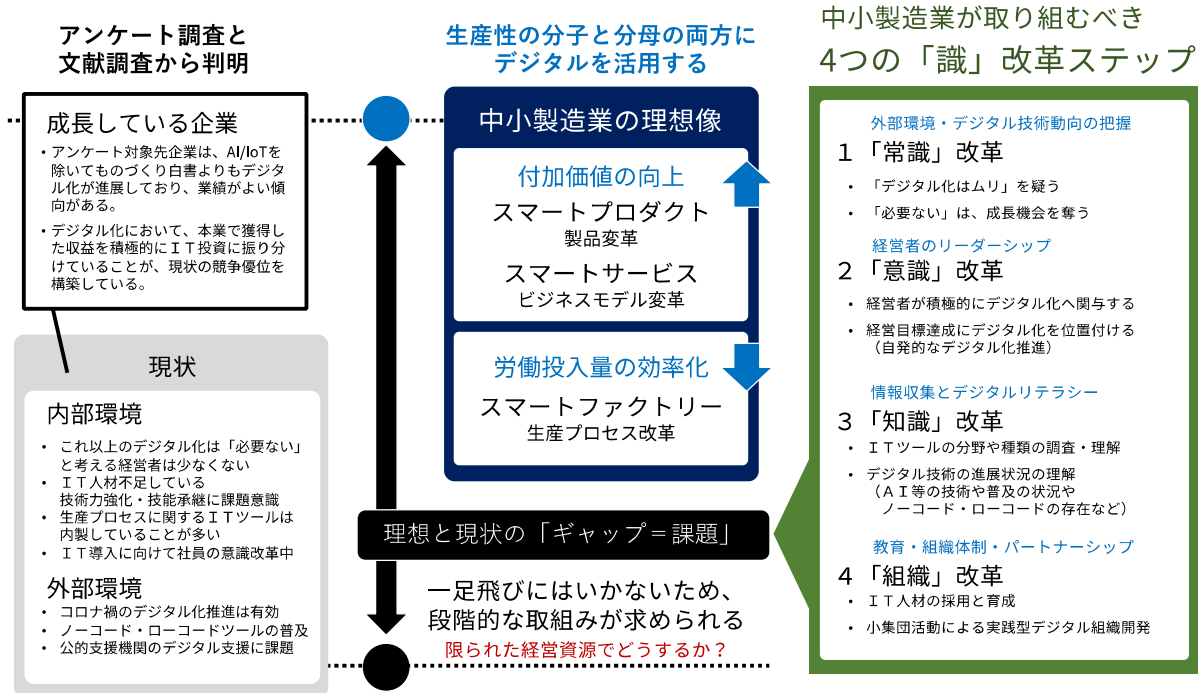 アンケート調査と
文献調査から判明
成長している企業
・アンケート対象先企業は、AI/IoTを
除いてものづくり白書よりもデジタ
ル化が進展しており、業績がよい傾
向がある。
・デジタル化において、本業で獲得し
た収益を積極的にＩＴ投資に振り分
けていることが、現状の競争優位を
構築している。
現状
内部環境
・ これ以上のデジタル化は「必要ない」
と考える経営者は少なくない
・ ＩＴ人材不足している
技術力強化・技能承継に課題意識
・ 生産プロセスに関するＩＴツールは
内製していることが多い
・ ＩＴ導入に向けて社員の意識改革中
外部環境
・ コロナ禍のデジタル化推進は有効
・ ノーコード・ローコードツールの普及
・ 公的支援機関のデジタル支援に課題
生産性の分子と分母の両方に
デジタルを活用する
中小製造業の理想像
付加価値の向上
スマートプロダクト
製品変革
スマートサービス
ビジネスモデル変革
労働投入量の効率化
スマートファクトリー
生産プロセス改革
理想と現状の「ギャップ＝課題」
一足飛びにはいかないため、
段階的な取組みが求められる
限られた経営資源でどうするか？
中小製造業が取り組むべき
4つの「識」改革ステップ
外部環境・デジタル技術動向の把握
1 「常識」改革
・ 「デジタル化はムリ」を疑う
・ 「必要ない」は、成長機会を奪う
経営者のリーダーシップ
2 「意識」改革
・ 経営者が積極的にデジタル化へ関与する
・ 経営目標達成にデジタル化を位置付ける
（自発的なデジタル化推進）
情報収集とデジタルリテラシー
3 「知識」改革
・ ＩＴツールの分野や種類の調査・理解
・ デジタル技術の進展状況の理解
（ＡＩ等の技術や普及の状況や
ノーコード・ローコードの存在など）
教育・組織体制・パートナーシップ
4 「組織」改革
・ ＩＴ人材の採用と育成
・ 小集団活動による実践型デジタル組織開発